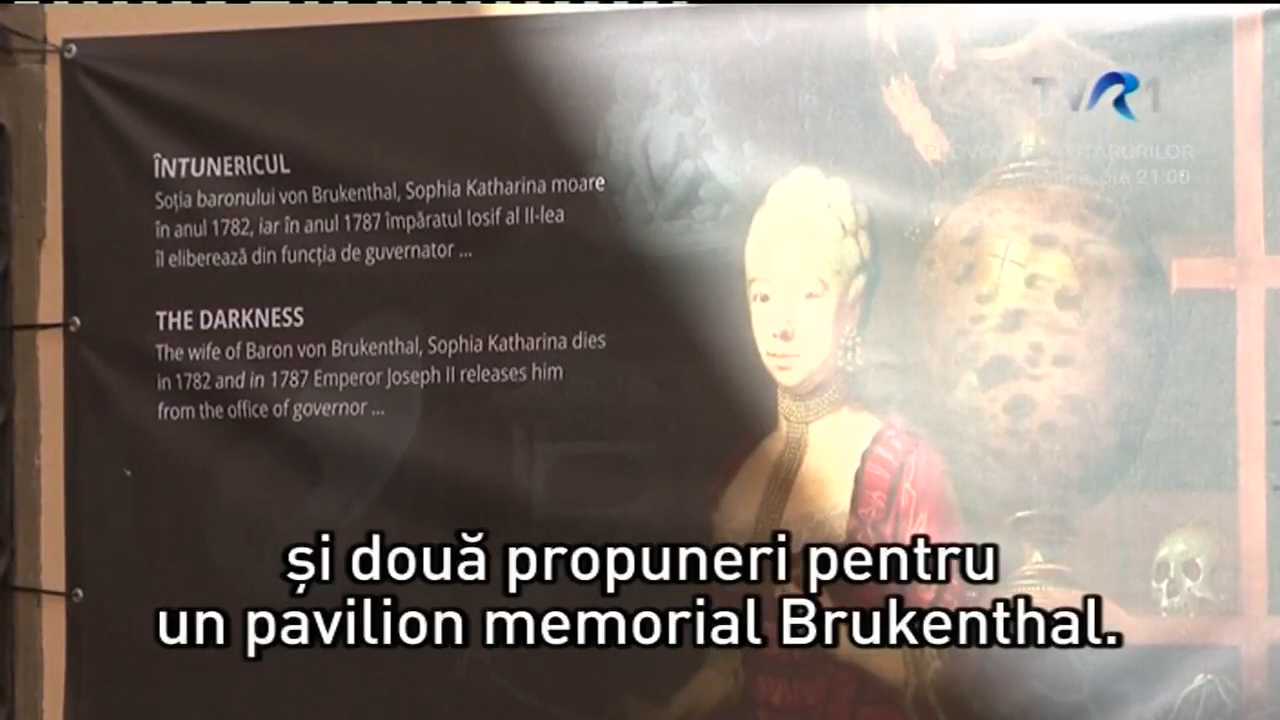 TVR1
ÎNTUNERICUL
Soția baronului von Brukenthal, Sophia Katharina moare
în anul 1782, iar în anul 1787 împăratul Iosif al II-lea
îl eliberează din funcția de guvernator ...
THE DARKNESS
The wife of Baron von Brukenthal, Sophia Katharina dies
in 1782 and in 1787 Emperor Joseph II releases him
from the office of governor ...
și două propuneri pentru
un pavilion memorial Brukenthal.